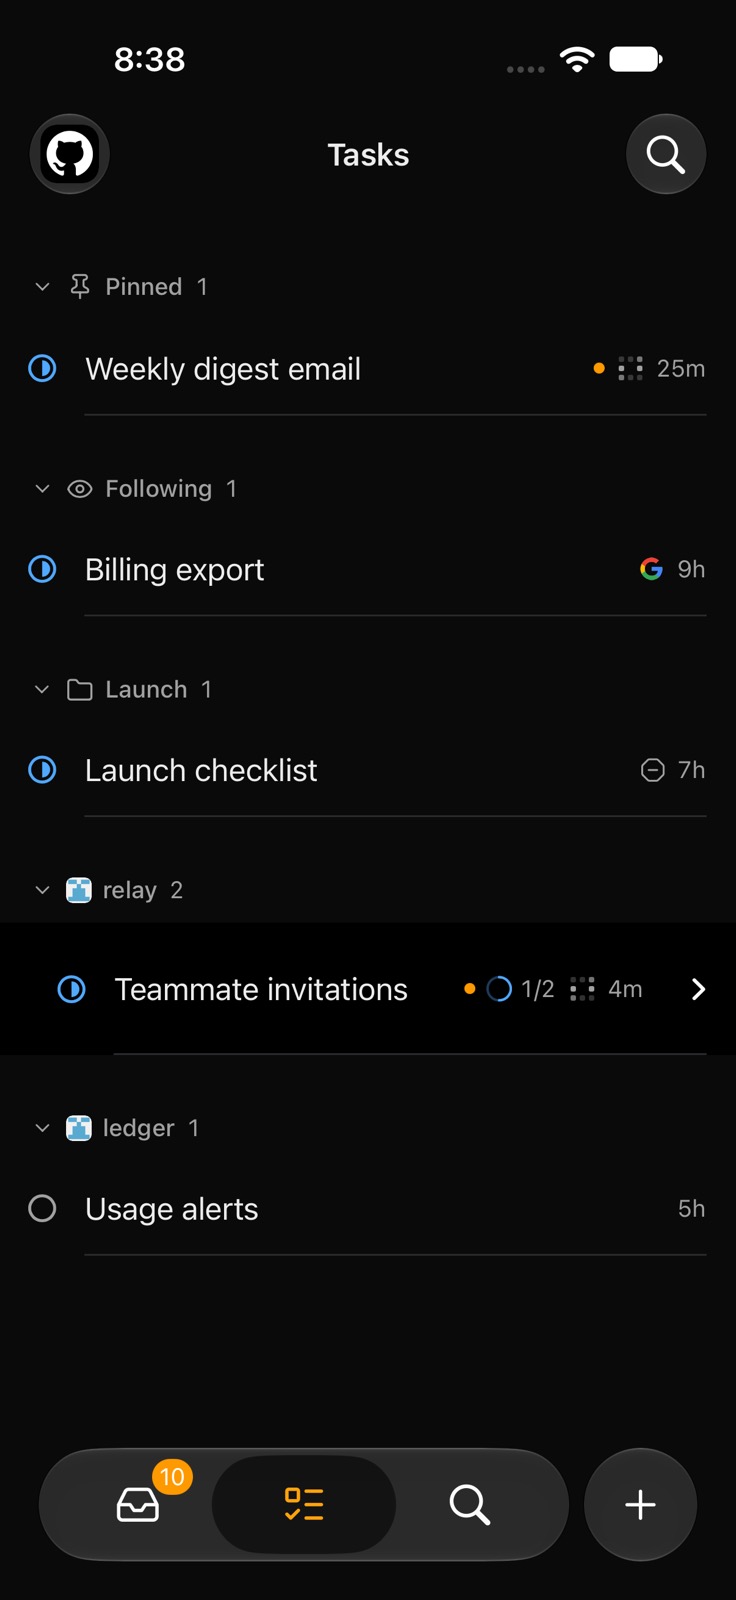 8:38
Tasks
Pinned 1
Weekly digest email 25m
Following 1
Billing export 9h
Launch 1
Launch checklist 7h
relay 2
Teammate invitations 1/2 4m
ledger 1
Usage alerts 5h
10